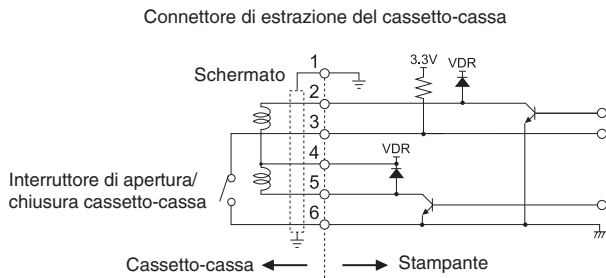 Connettore di estrazione del cassetto-cassa
Schermato
1
3.3V
VDR
2
3
4
VDR
Interruttore di apertura/
chiusura cassetto-cassa
5
6
Cassetto-cassa
Stampante